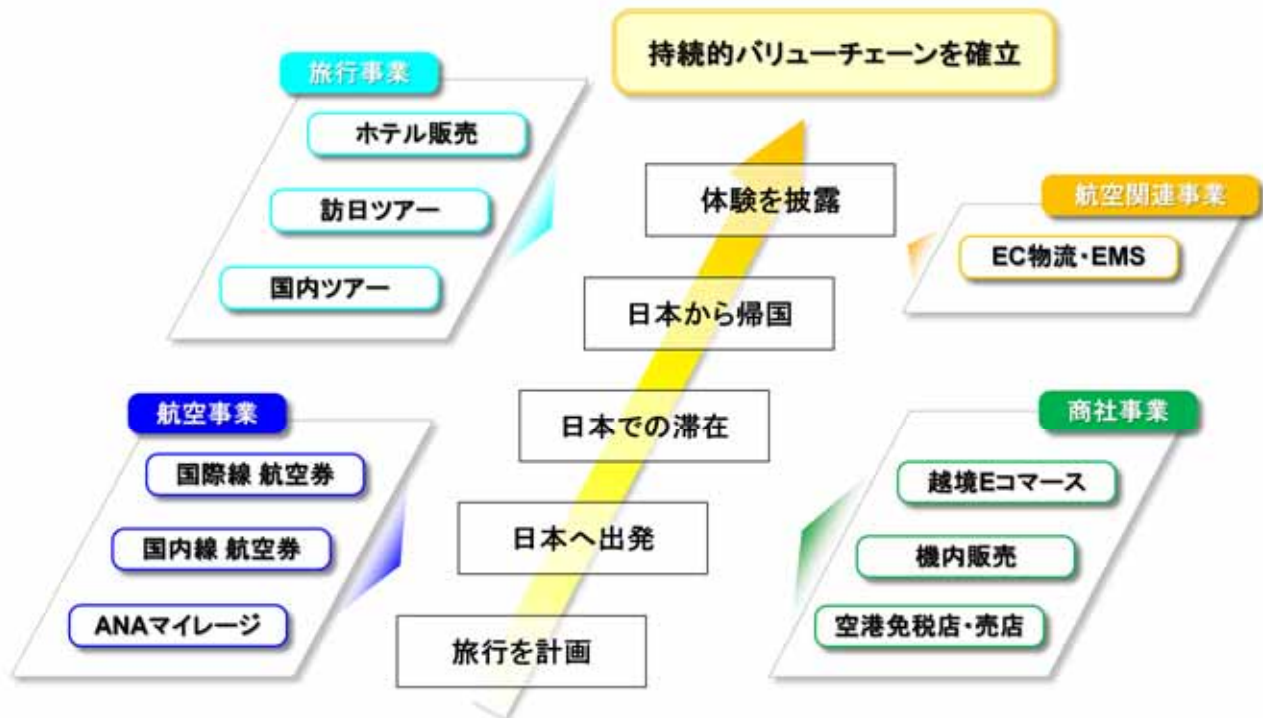 持続的バリューチェーンを確立
旅行事業
ホテル販売
訪日ツアー
国内ツアー
航空事業
国際線 航空券
国内線 航空券
ANAマイレージ
体験を披露
日本から帰国
日本での滞在
日本へ出発
旅行を計画
航空関連事業
EC物流・EMS
商社事業
越境Eコマース
機内販売
空港免税店・売店